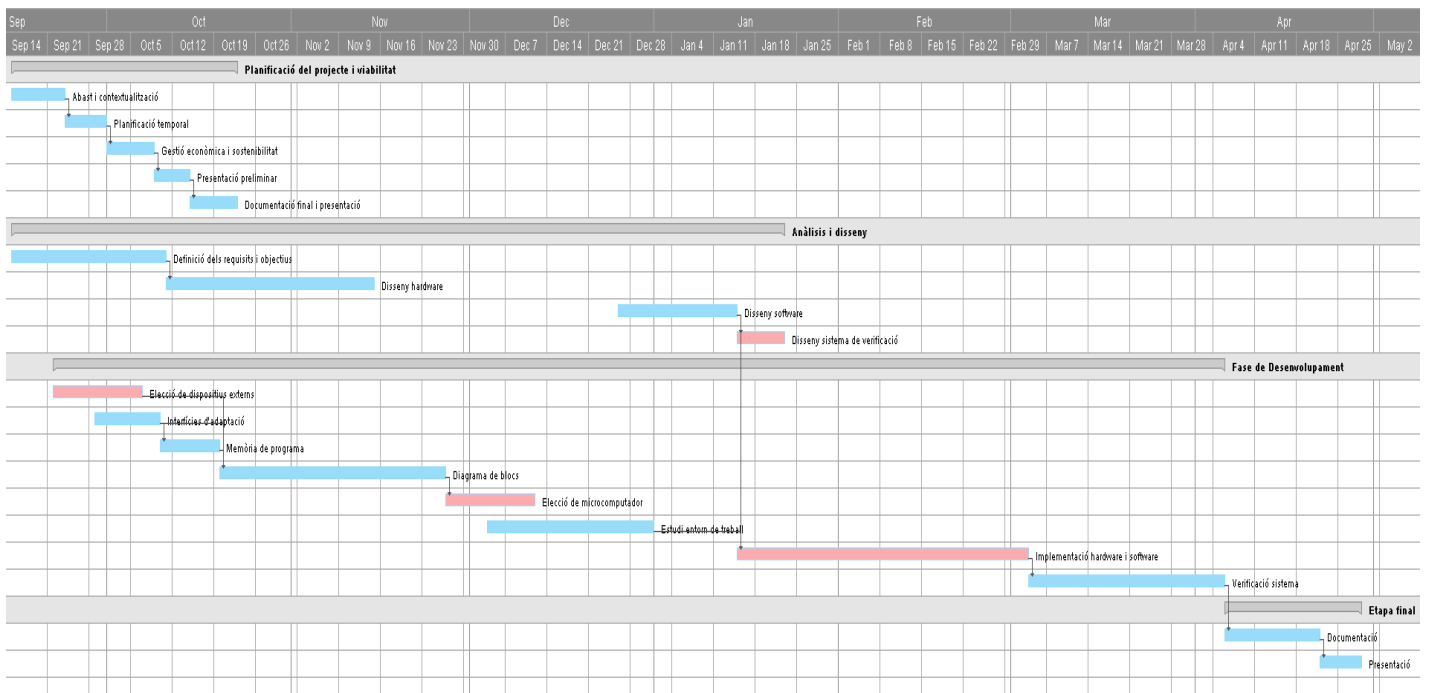 Sep Oct Nov Dec Jan Feb Mar Apr
Sep 14 Sep 21 Sep 28 Oct 5 Oct 12 Oct 19 Oct 26 Nov 2 Nov 9 Nov 16 Nov 23 Nov 30 Dec 7 Dec 14 Dec 21 Dec 28 Jan 4 Jan 11 Jan 18 Jan 25 Feb 1 Feb 8 Feb 15 Feb 22 Feb 29 Mar 7 Mar 14 Mar 21 Mar 28 Apr 4 Apr 11 Apr 18 Apr 25 May 2
Planificació del projecte i viabilitat
Abast i contextualització
Planificació temporal
Gestió econòmica i sostenibilitat
Presentació preliminar
Documentació final i presentació
Anàlisis i disseny
Definició dels requisits i objectius
Disseny hardware
Disseny software
Disseny sistema de verificació
Fase de Desenvolupament
Elecció de dispositius externs
Interfícies d'adaptació
Memòria de programa
Diagrama de blocs
Elecció de microcomputador
Estudi entorn de treball
Implementació hardware i software
Verificació sistema
Etapa final
Documentació
Presentació